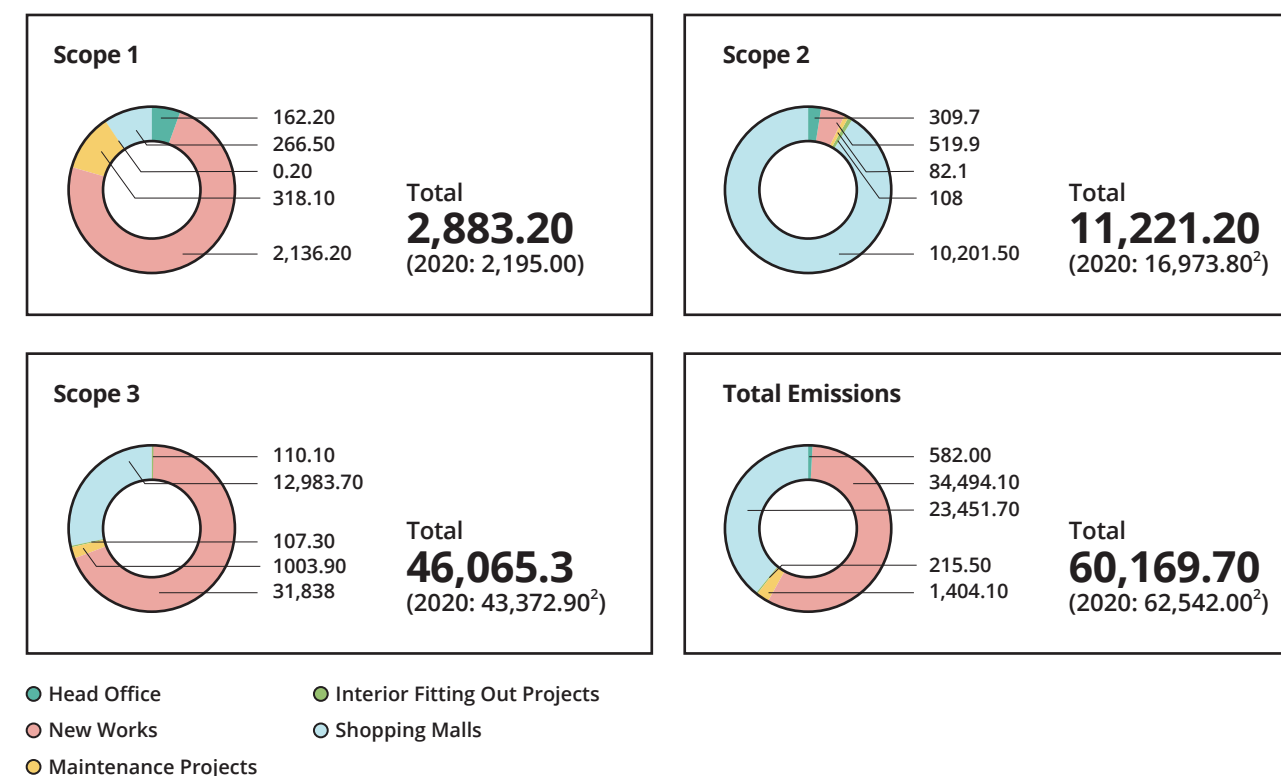 Scope 1
162.20
266.50
0.20
318.10
2,136.20
Total
2,883.20
(2020: 2,195.00)
Scope 2
309.7
519.9
82.1
108
10,201.50
Total
11,221.20
(2020: 16,973.80²)
Scope 3
110.10
12,983.70
107.30
1003.90
31,838
Total
46,065.3
(2020: 43,372.90²)
Total Emissions
582.00
34,494.10
23,451.70
215.50
1,404.10
Total
60,169.70
(2020: 62,542.00²)
Head Office
New Works
Maintenance Projects
Interior Fitting Out Projects
Shopping Malls